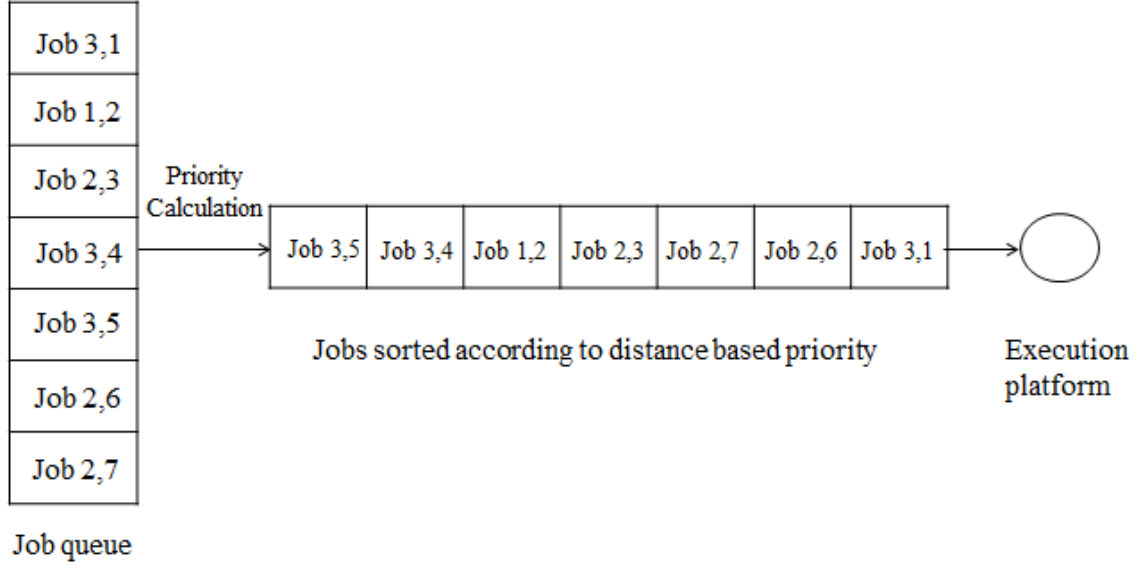 Job 3,1
Job 1,2
Job 2,3
Job 3,4
Job 3,5
Job 2,6
Job 2,7
Job queue
Priority
Calculation
Job 3,5 Job 3,4 Job 1,2 Job 2,3 Job 2,7 Job 2,6 Job 3,1
Jobs sorted according to distance based priority
Execution
platform